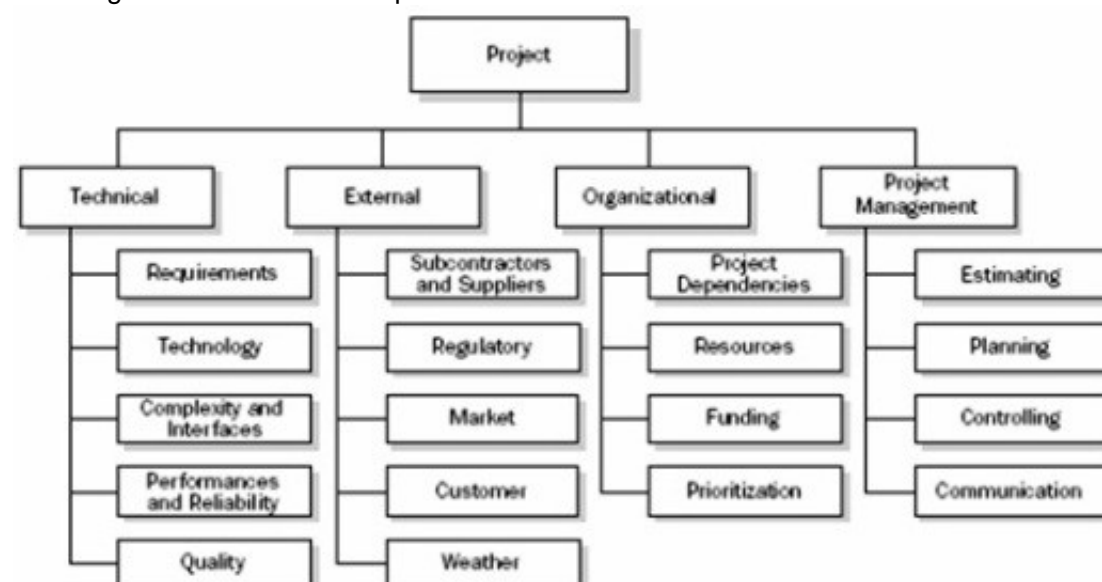 Project
Technical
External
Organizational
Project
Management
Requirements
Technology
Complexity and
Interfaces
Performances
and Reliability
Quality
Subcontractors
and Suppliers
Regulatory
Market
Customer
Weather
Project
Dependencies
Resources
Funding
Prioritization
Estimating
Planning
Controlling
Communication